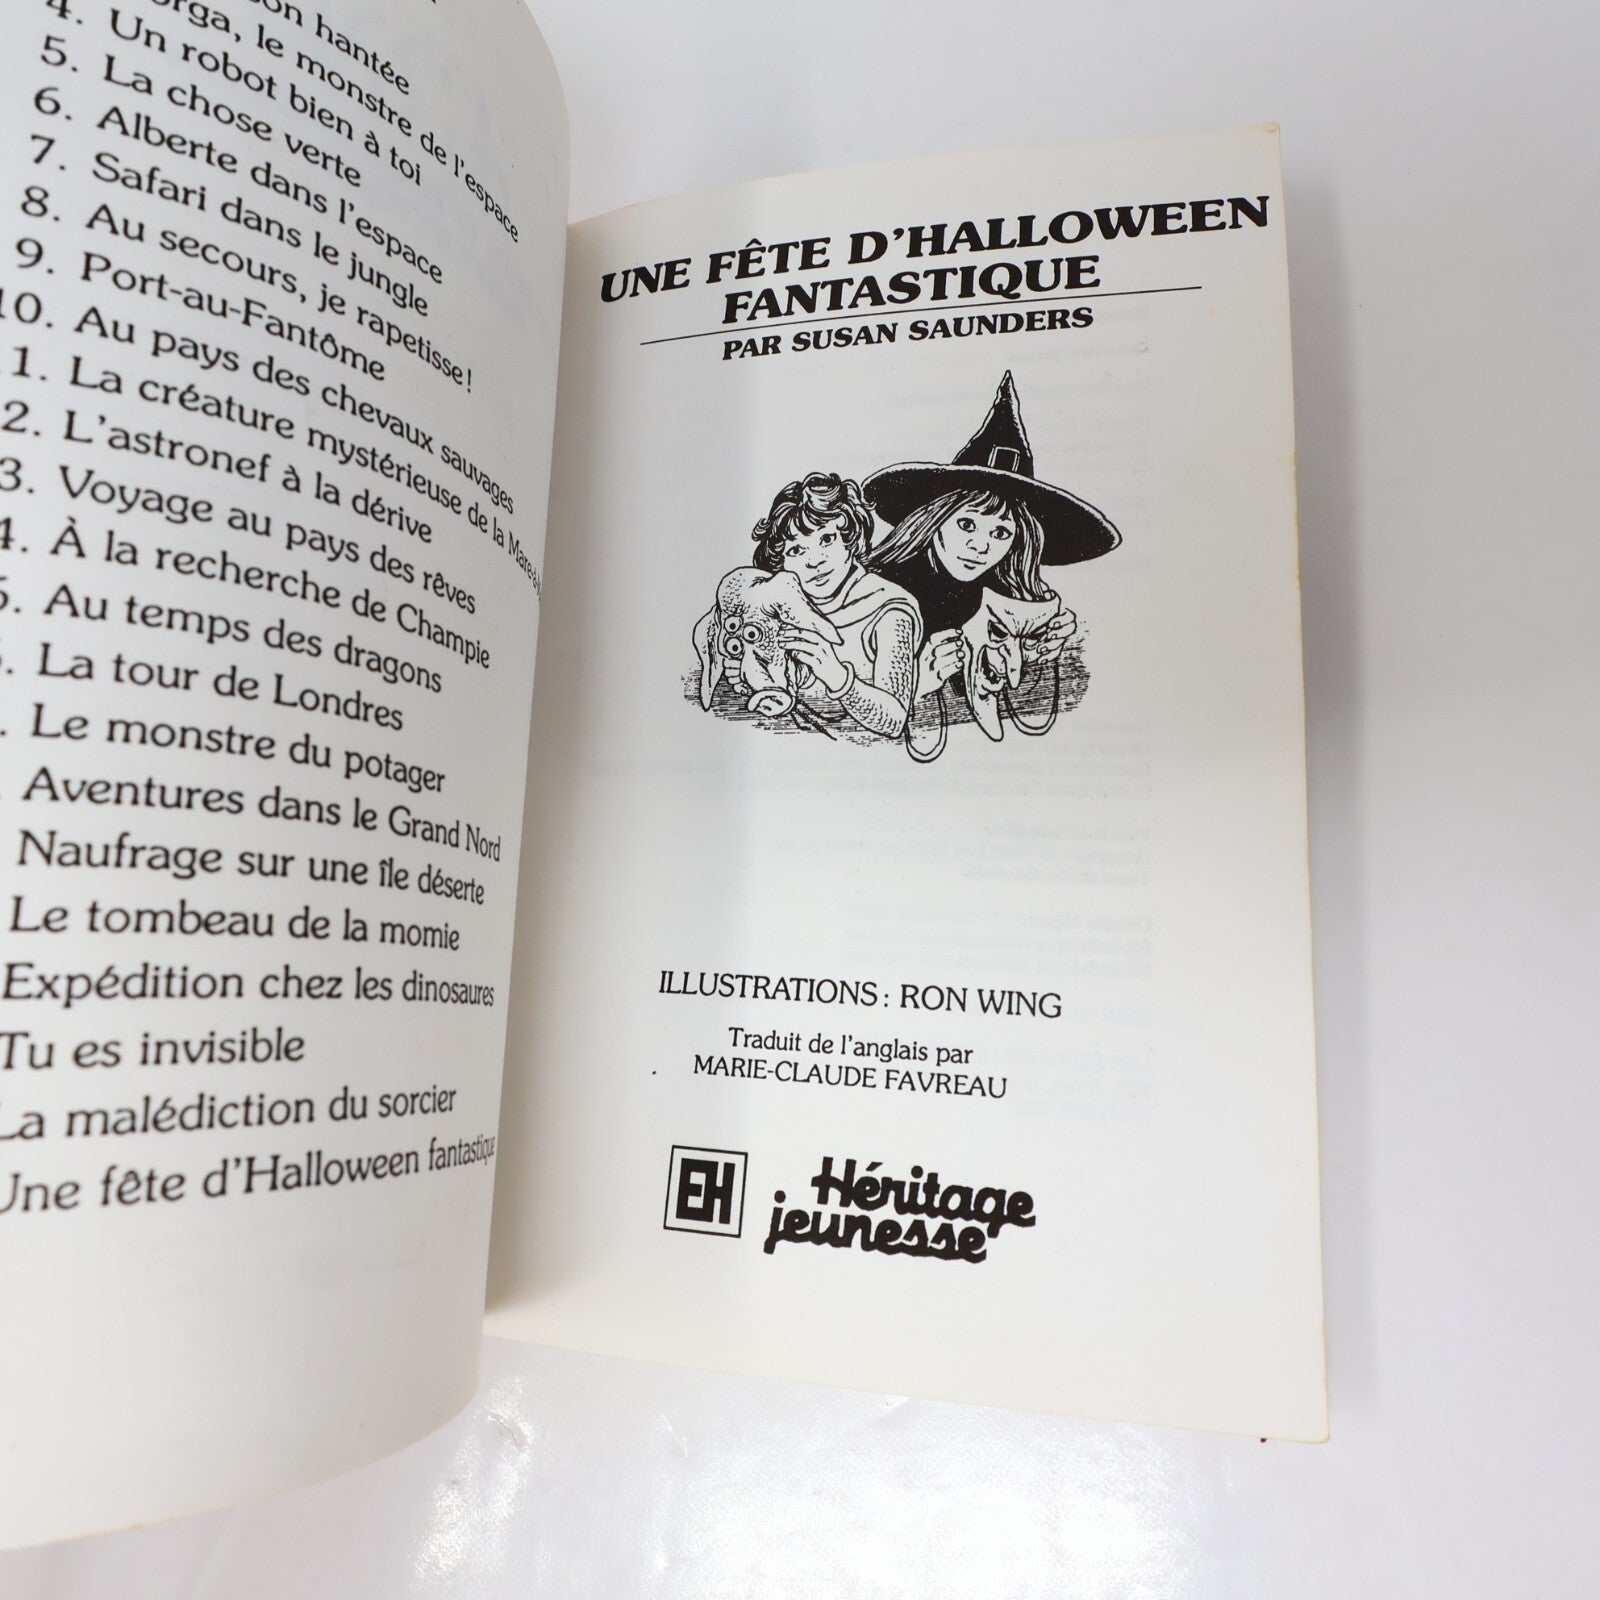 son hantée
orga, le monstre de l'espace
4. Un robot bien à toi
5. La chose verte
6. Alberte dans l'espace
7. Safari dans le jungle
8. Au secours, je rapetisse!
9. Port-au-Fantôme
10. Au pays des chevaux sauvages
1. La créature mystérieuse de la Mare-à-
2. L'astronef à la dérive
3. Voyage au pays des rêves
4. À la recherche de Champie
5. Au temps des dragons
. La tour de Londres
. Le monstre du potager
Aventures dans le Grand Nord
Naufrage sur une île déserte
Le tombeau de la momie
Expédition chez les dinosaures
Tu es invisible
La malédiction du sorcier
Une fête d'Halloween fantastique
UNE FÊTE D'HALLOWEEN
FANTASTIQUE
PAR SUSAN SAUNDERS
ILLUSTRATIONS: RON WING
Traduit de l'anglais par
MARIE-CLAUDE FAVREAU
EH
Héritage
jeunesse